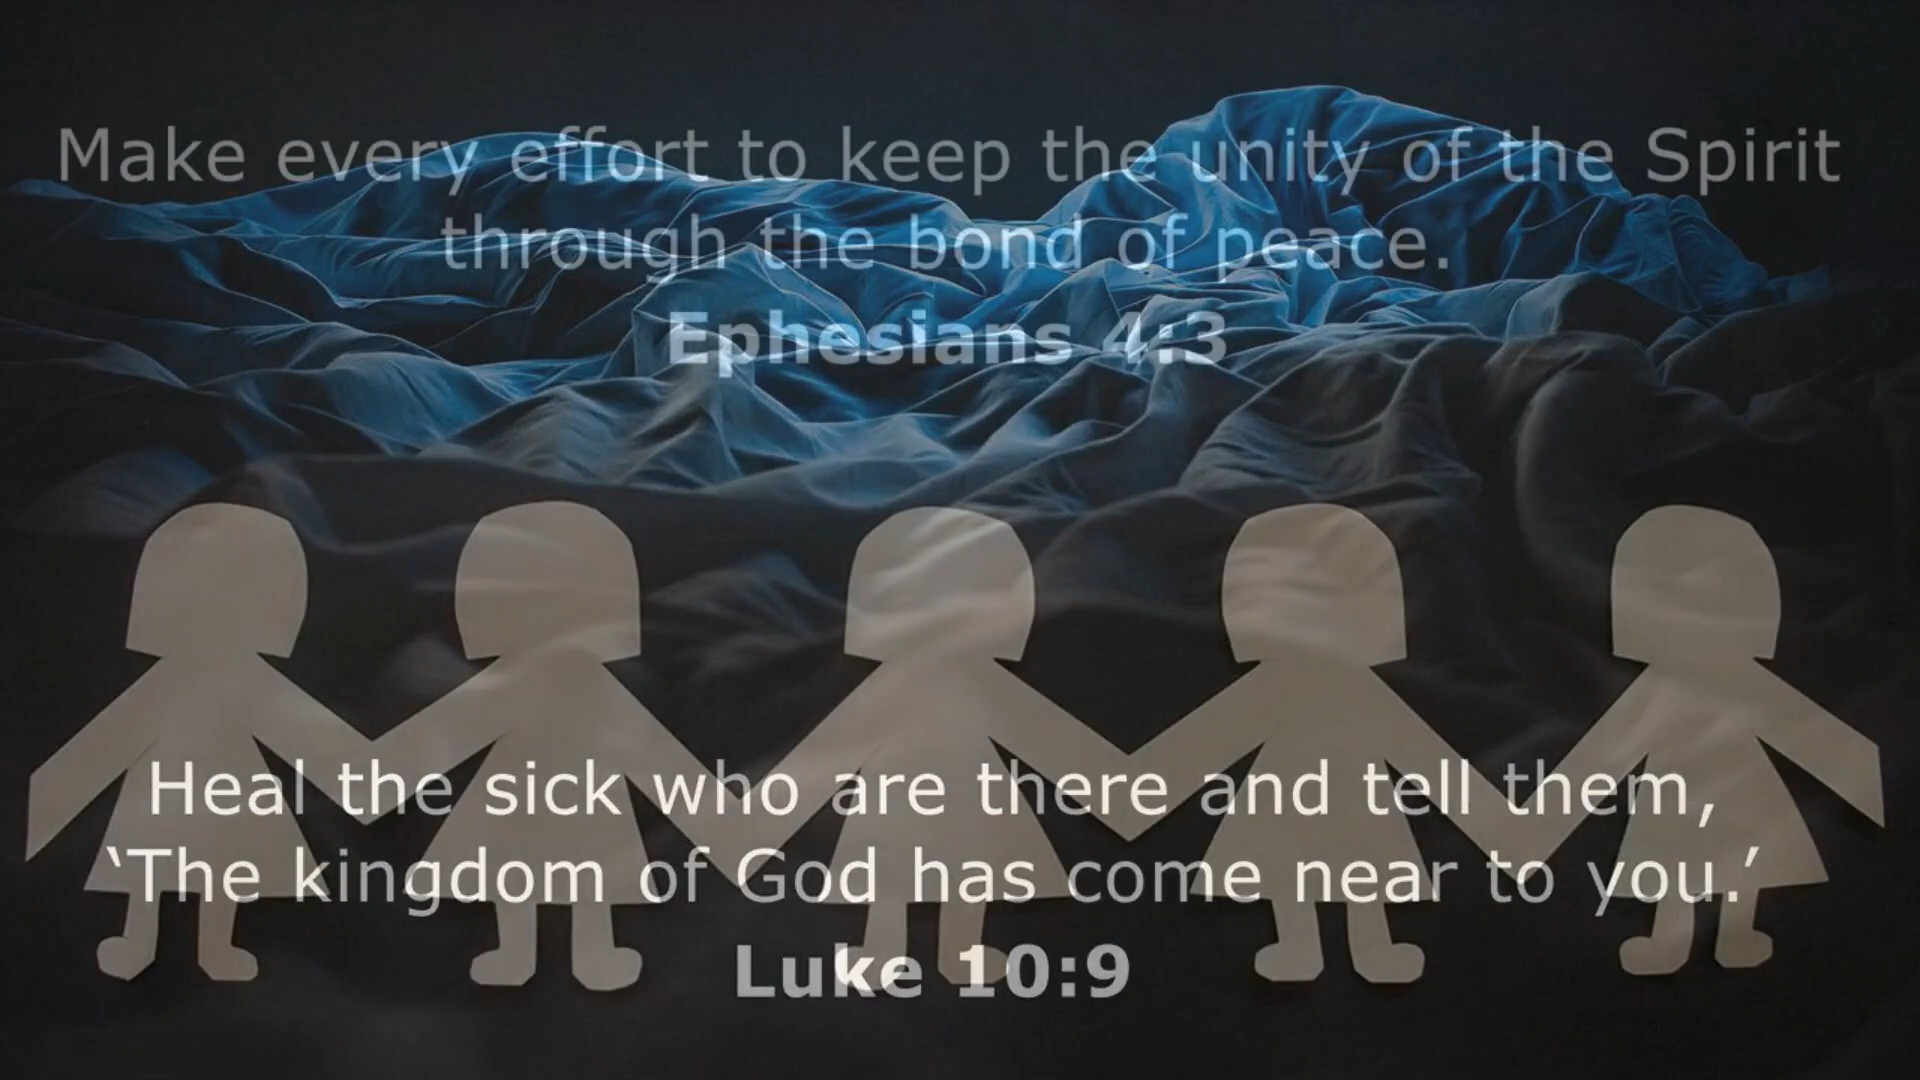 Make every effort to keep the unity of the Spirit
through the bond of peace.
Ephesians 4:3
Heal the sick who are there and tell them,
‘The kingdom of God has come near to you.’
Luke 10:9